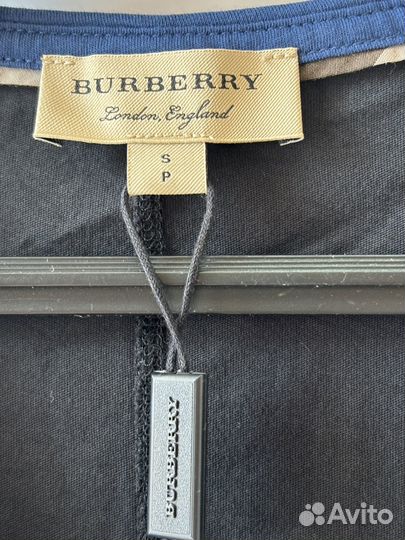 BURBERRY
London, England
S
P
BURBERRY
Avito